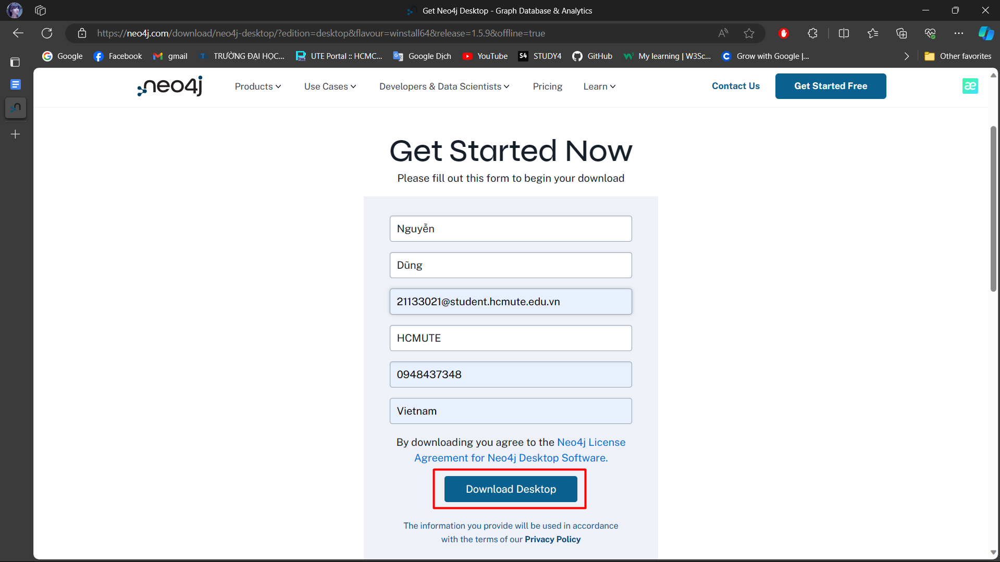 Get Neo4j Desktop - Graph Database & Analytics
https://neo4j.com/download/neo4j-desktop/?edition=desktop&flavour=winstall64&release=1.5.9&offline=true
Google Facebook gmail TRƯỜNG ĐẠI HỌC... UTE Portal :: HCMC... Google Dịch YouTube S4 STUDY4 GitHub My learning | W3Sc... Grow with Google |... Other favorites
neo4j Products Use Cases Developers & Data Scientists Pricing Learn Contact Us Get Started Free æ
Get Started Now
Please fill out this form to begin your download
Nguyễn
Dũng
21133021@student.hcmute.edu.vn
HCMUTE
0948437348
Vietnam
By downloading you agree to the Neo4j License
Agreement for Neo4j Desktop Software.
Download Desktop
The information you provide will be used in accordance
with the terms of our Privacy Policy